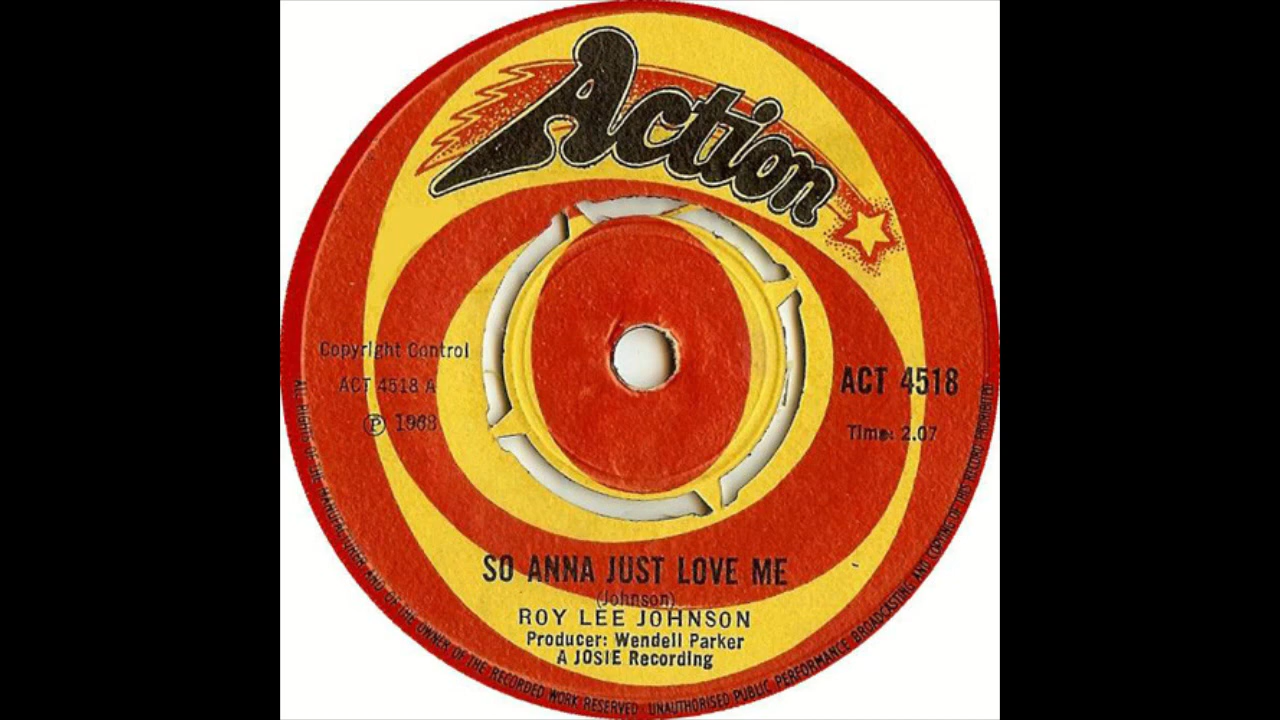 Action
Copyright Control
ACT 4518 A
Ⓟ 1968
ACT 4518
Time: 2.07
SO ANNA JUST LOVE ME
(Johnson)
ROY LEE JOHNSON
Producer: Wendell Parker
A JOSIE Recording
ALL RIGHTS OF THE MANUFACTURER AND OF THE OWNER OF THE RECORDED WORK RESERVED · UNAUTHORISED PUBLIC PERFORMANCE BROADCASTING AND COPYING OF THIS RECORD PROHIBITED